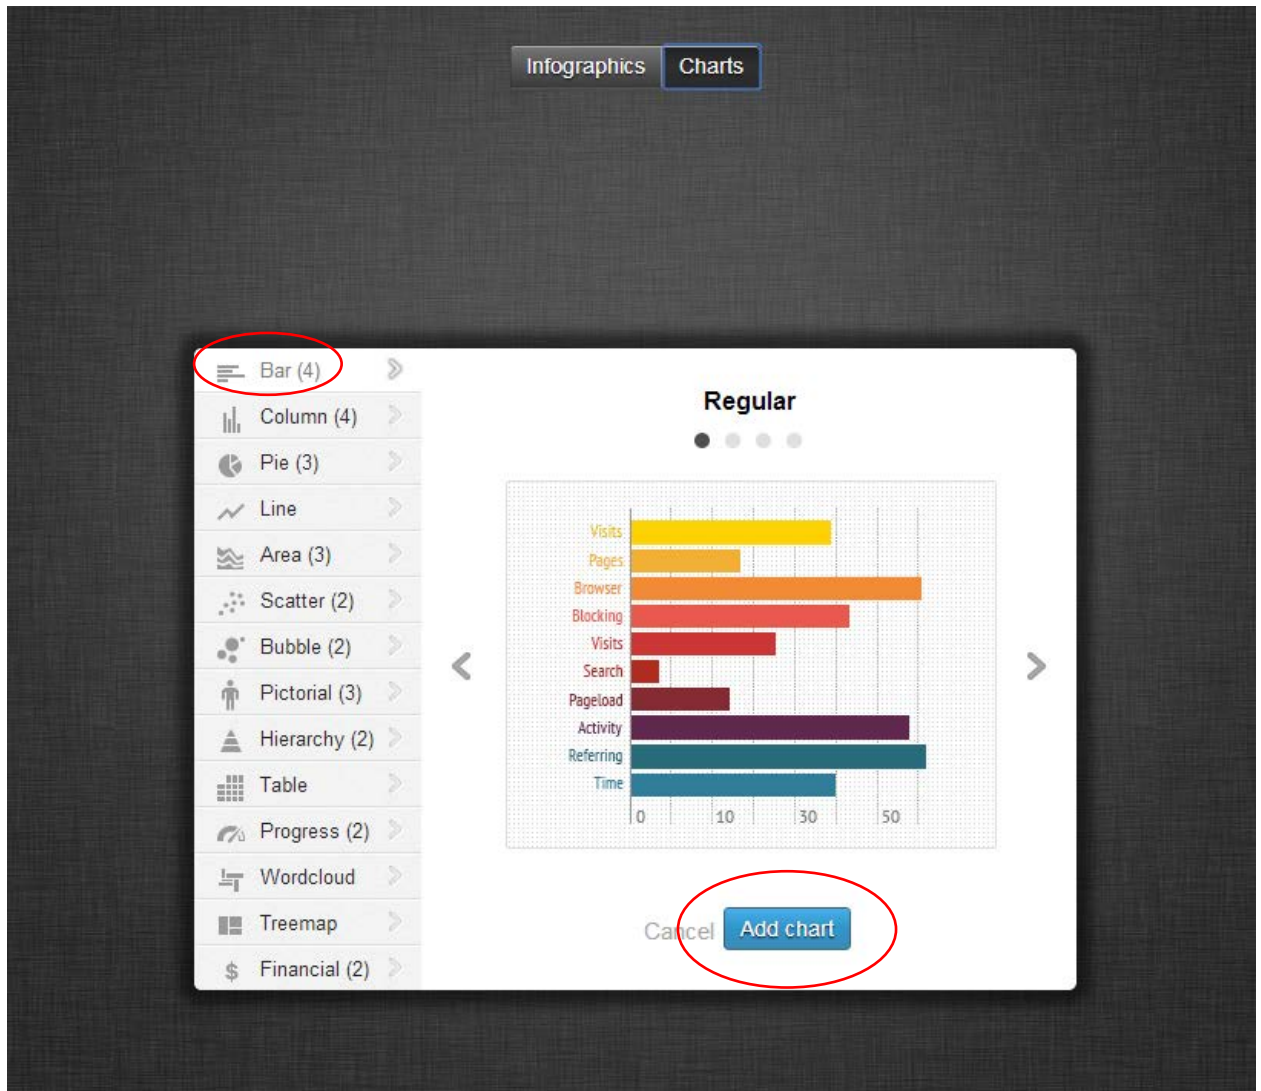 Infographics Charts
Bar (4)
Column (4)
Pie (3)
Line
Area (3)
Scatter (2)
Bubble (2)
Pictorial (3)
Hierarchy (2)
Table
Progress (2)
Wordcloud
Treemap
$ Financial (2)
Regular
Visits
Pages
Browser
Blocking
Visits
Search
Pageload
Activity
Referring
Time
0 10 30 50
Cancel Add chart